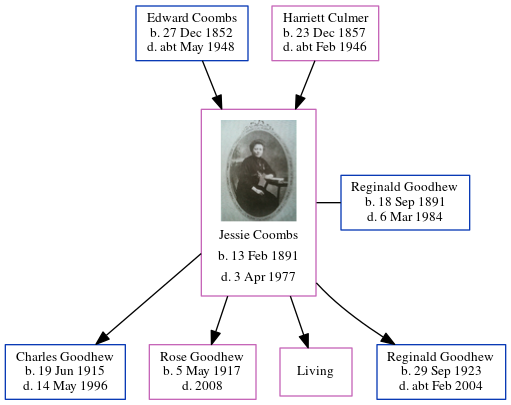 Edward Coombs
b. 27 Dec 1852
d. abt May 1948
Harriett Culmer
b. 23 Dec 1857
d. abt Feb 1946
Jessie Coombs
b. 13 Feb 1891
d. 3 Apr 1977
Reginald Goodhew
b. 18 Sep 1891
d. 6 Mar 1984
Charles Goodhew
b. 19 Jun 1915
d. 14 May 1996
Rose Goodhew
b. 5 May 1917
d. 2008
Living
Reginald Goodhew
b. 29 Sep 1923
d. abt Feb 2004